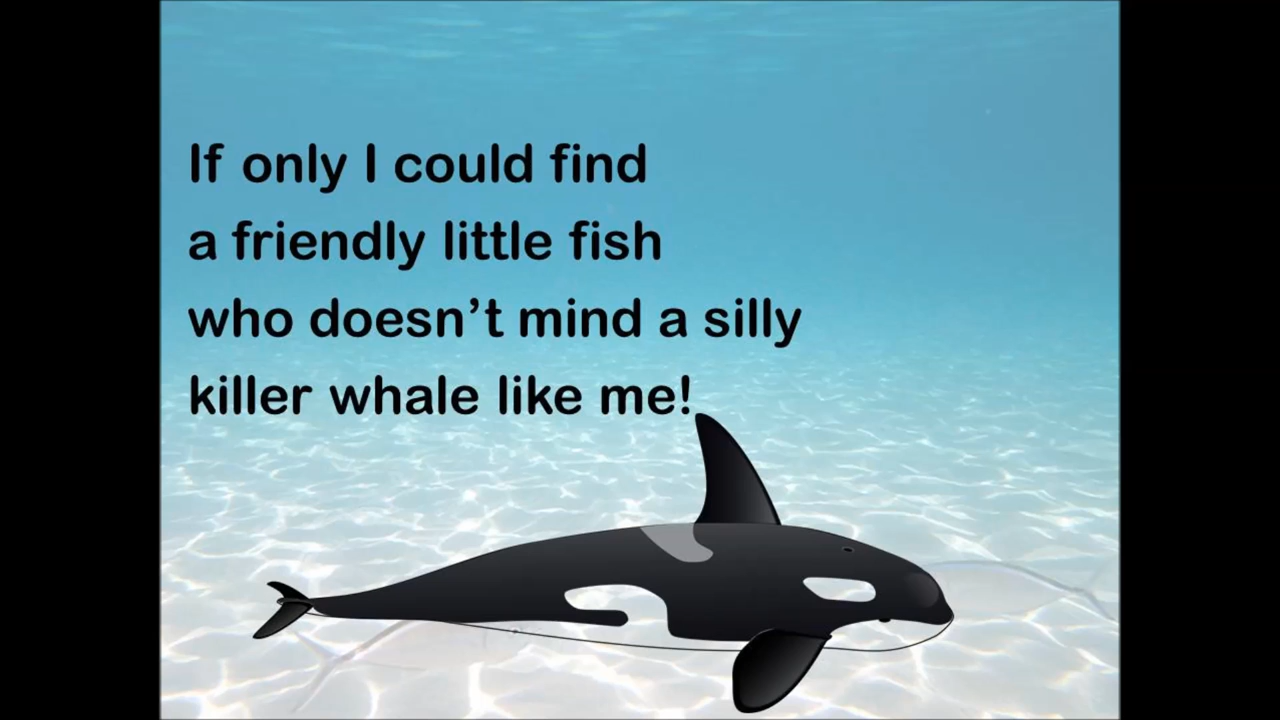 If only I could find
a friendly little fish
who doesn’t mind a silly
killer whale like me!